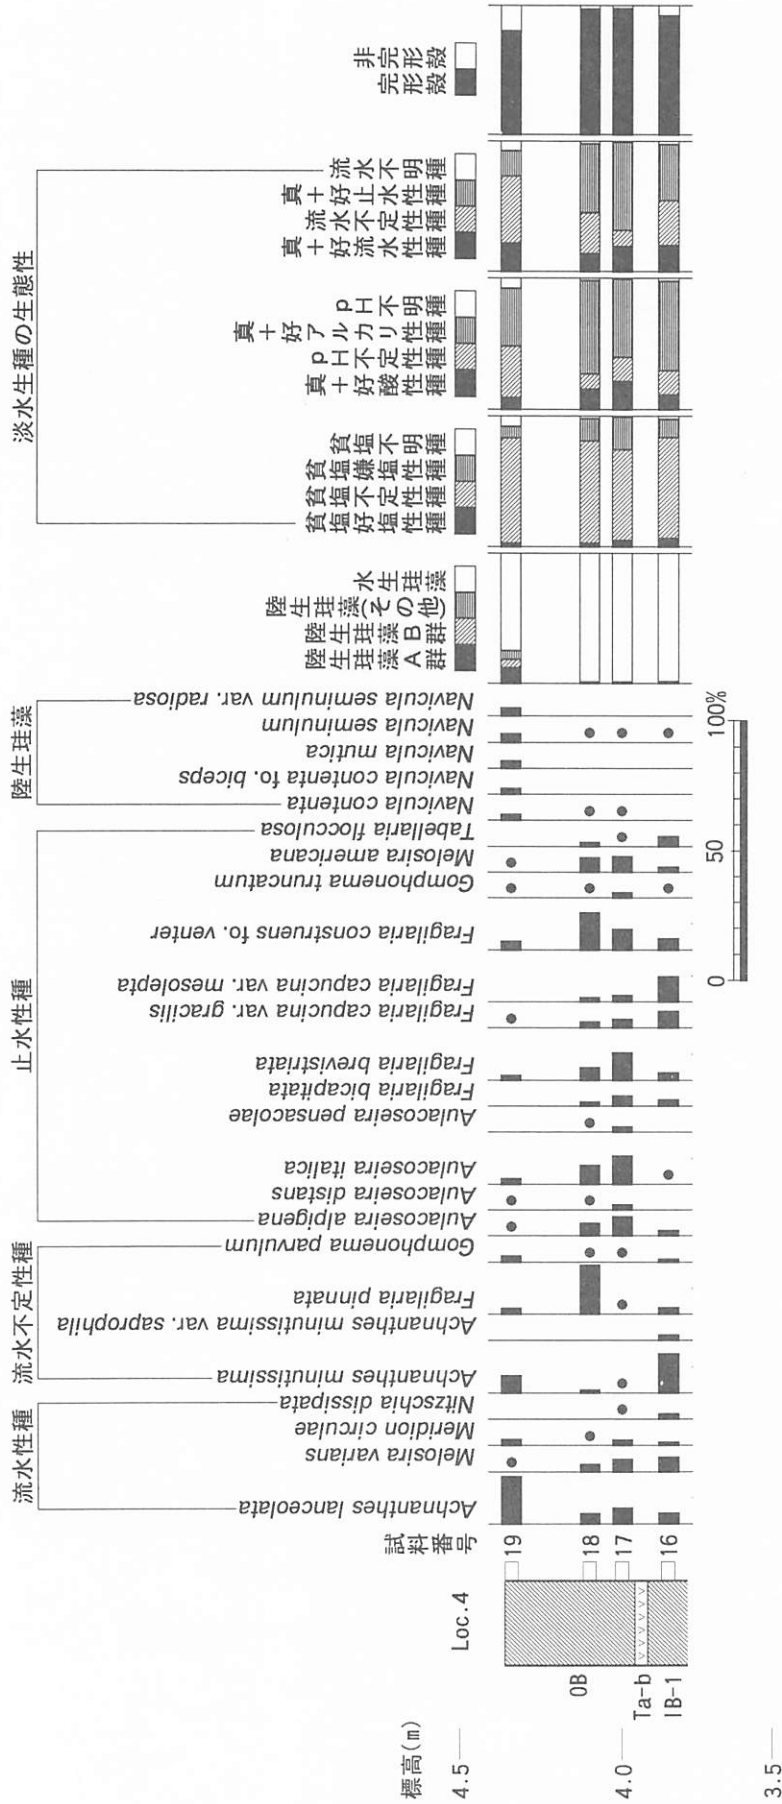 流水性種
流水不定性種
止水性種
陸生珪藻
淡水生種の生態性
Achnanthes lanceolata
Melosira varians
Meridion circulae
Nitzschia dissipata
Achnanthes minutissima
Achnanthes minutissima var. saprophila
Fragilaria pinnata
Gomphonema parvulum
Aulacoseira alpigena
Aulacoseira distans
Aulacoseira italica
Aulacoseira pensacolae
Fragilaria bicapitata
Fragilaria brevistriata
Fragilaria capucina var. gracilis
Fragilaria capucina var. mesolepta
Fragilaria construens fo. venter
Gomphonema truncatum
Melosira americana
Tabellaria flocculosa
Navicula contenta
Navicula contenta fo. biceps
Navicula mutica
Navicula seminulum
Navicula seminulum var. radiosa
陸生珪藻A群
陸生珪藻B群
陸生珪藻(その他)
水生珪藻
貧塩好塩性種
貧塩不定性種
貧塩嫌塩性種
貧塩不明種
真+好酸性種
pH不定性種
真+好アルカリ性種
pH不明種
真+好流水性種
流水不定性種
真+好止水性種
流水不明種
完形殻
非完形殻
標高(m)
4.5
4.0
3.5
Loc.4
OB
Ta-b
IB-1
試料番号
19
18
17
16
0
50
100%